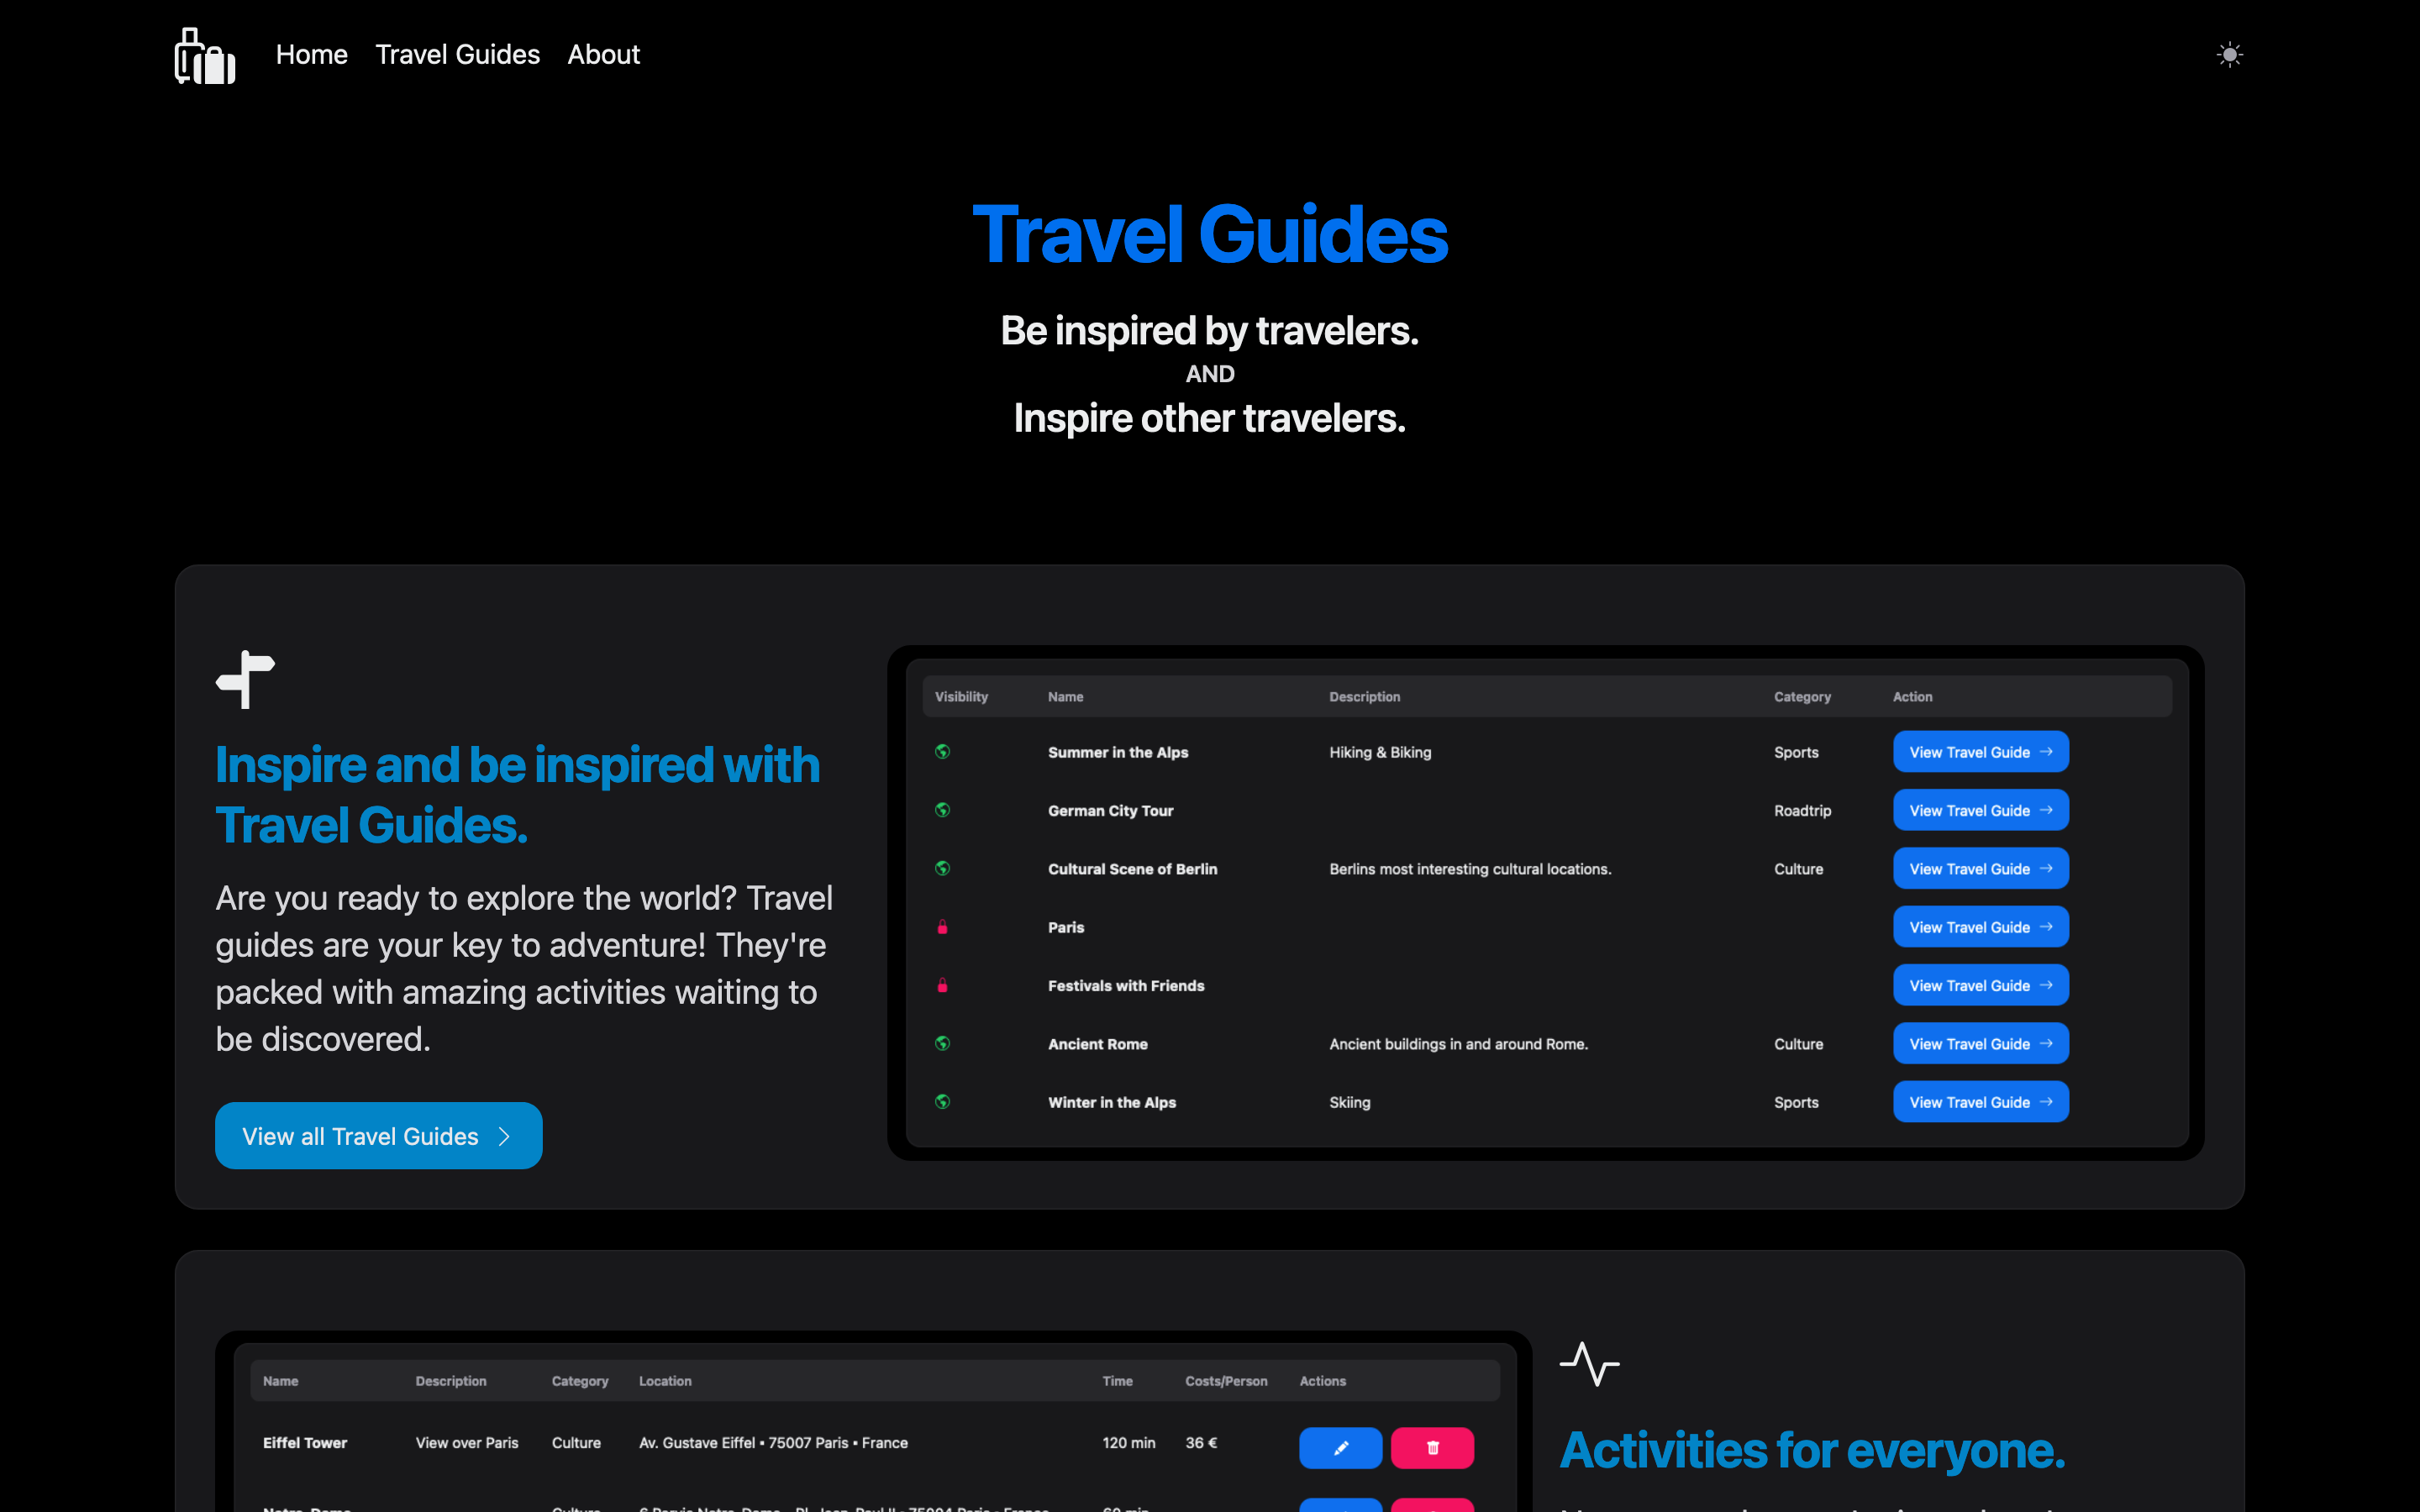 Home Travel Guides About
Travel Guides
Be inspired by travelers.
AND
Inspire other travelers.
Inspire and be inspired with
Travel Guides.
Are you ready to explore the world? Travel
guides are your key to adventure! They're
packed with amazing activities waiting to
be discovered.
View all Travel Guides
Visibility Name Description Category Action
Summer in the Alps Hiking & Biking Sports View Travel Guide
German City Tour Roadtrip View Travel Guide
Cultural Scene of Berlin Berlins most interesting cultural locations. Culture View Travel Guide
Paris View Travel Guide
Festivals with Friends View Travel Guide
Ancient Rome Ancient buildings in and around Rome. Culture View Travel Guide
Winter in the Alps Skiing Sports View Travel Guide
Name Description Category Location Time Costs/Person Actions
Eiffel Tower View over Paris Culture Av. Gustave Eiffel • 75007 Paris • France 120 min 36 €
Activities for everyone.